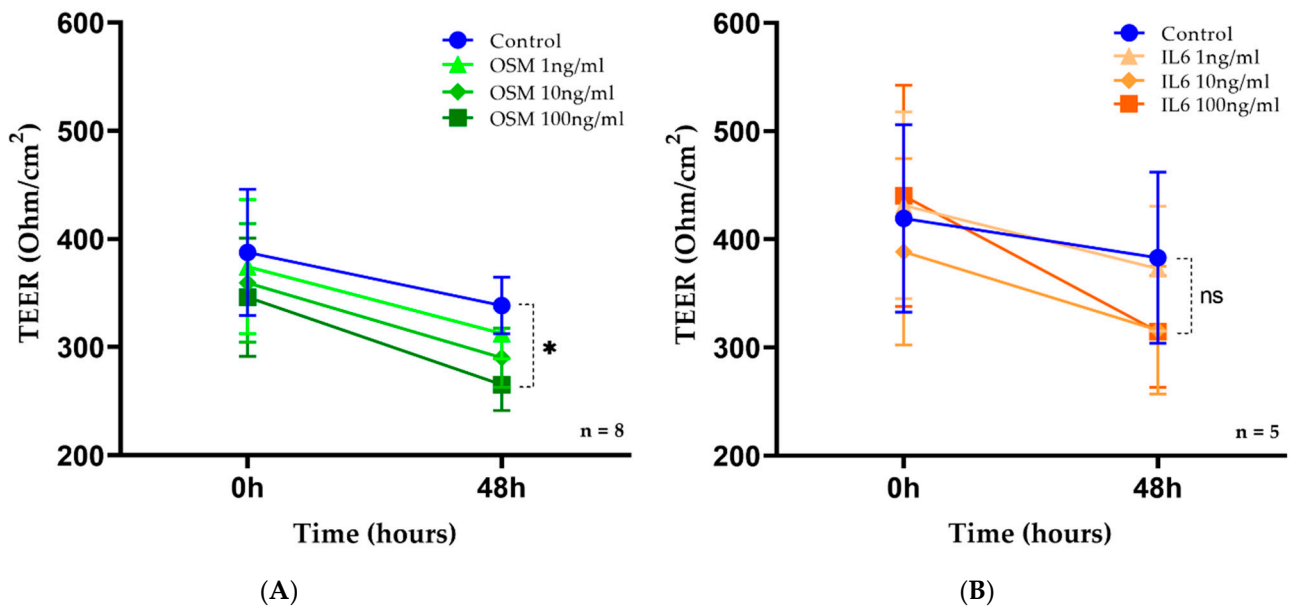 600
500
400
300
200
TEER (Ohm/cm²)
Control
OSM 1ng/ml
OSM 10ng/ml
OSM 100ng/ml
*
n = 8
0h
48h
Time (hours)
(A)
600
500
400
300
200
TEER (Ohm/cm²)
Control
IL6 1ng/ml
IL6 10ng/ml
IL6 100ng/ml
ns
n = 5
0h
48h
Time (hours)
(B)